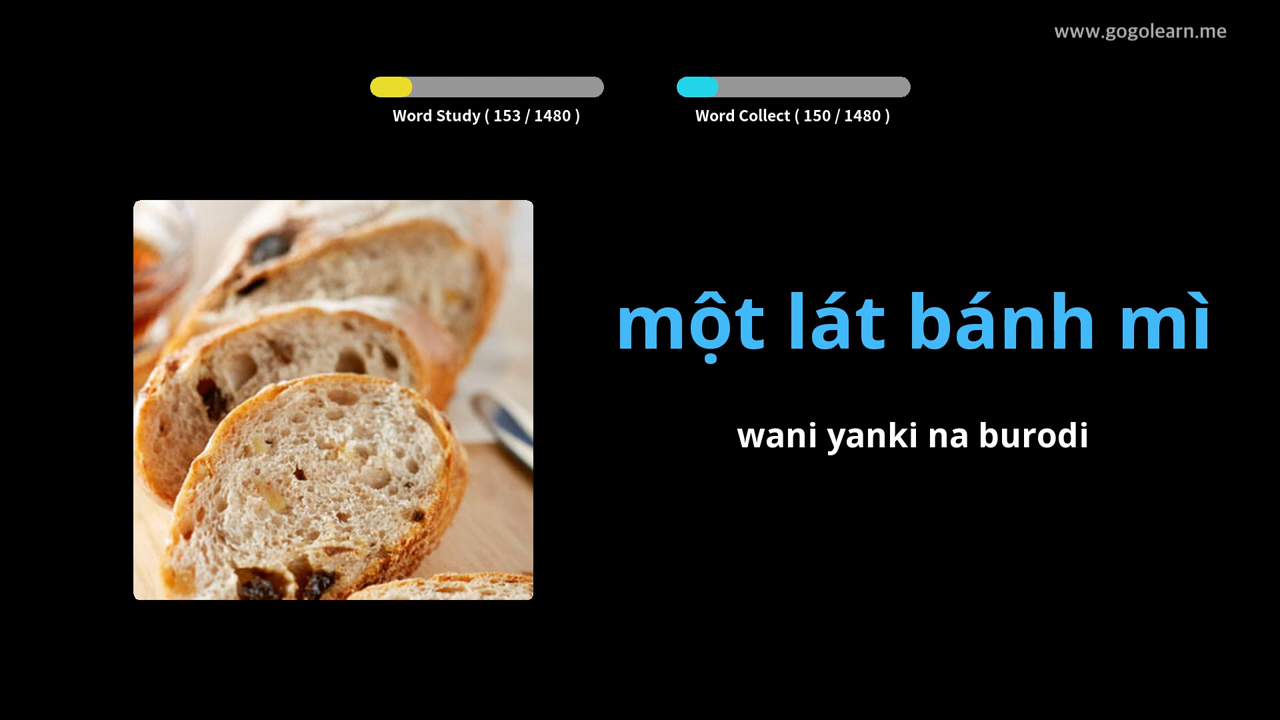 www.gogolearn.me
Word Study ( 153 / 1480 )
Word Collect ( 150 / 1480 )
một lát bánh mì
wani yanki na burodi